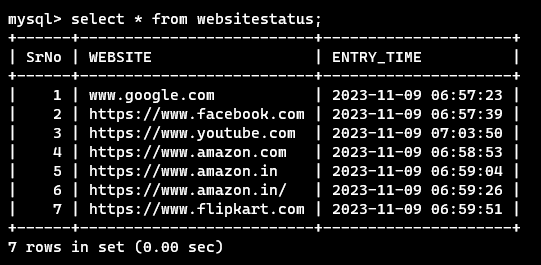 mysql> select * from websitestatus;
+------+--------------------------+---------------------+
| SrNo | WEBSITE                  | ENTRY_TIME          |
+------+--------------------------+---------------------+
|    1 | www.google.com           | 2023-11-09 06:57:23 |
|    2 | https://www.facebook.com | 2023-11-09 06:57:39 |
|    3 | https://www.youtube.com  | 2023-11-09 07:03:50 |
|    4 | https://www.amazon.com   | 2023-11-09 06:58:53 |
|    5 | https://www.amazon.in    | 2023-11-09 06:59:04 |
|    6 | https://www.amazon.in/   | 2023-11-09 06:59:26 |
|    7 | https://www.flipkart.com | 2023-11-09 06:59:51 |
+------+--------------------------+---------------------+
7 rows in set (0.00 sec)